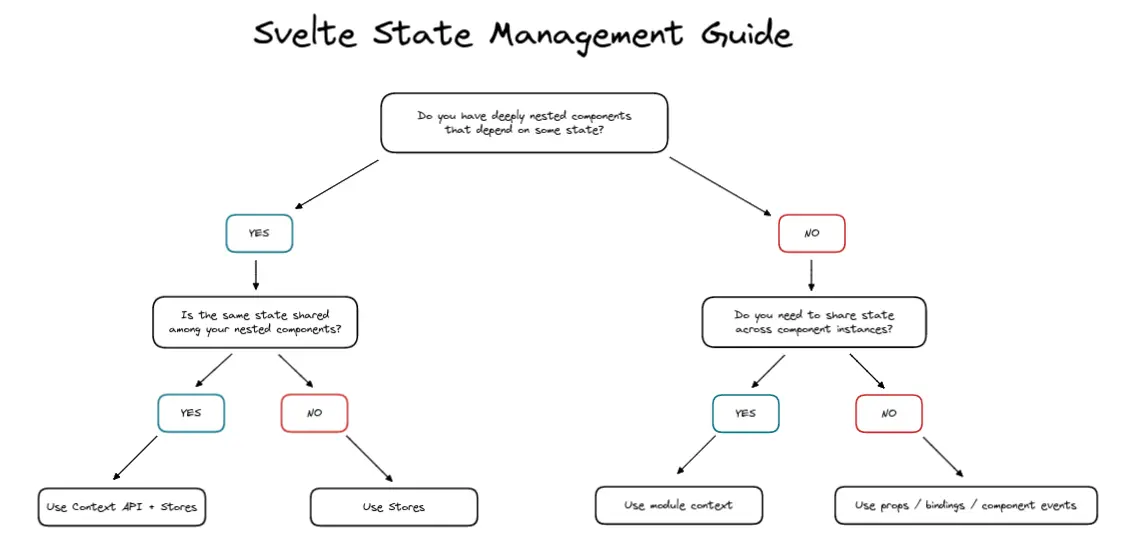 Svelte State Management Guide
Do you have deeply nested components
that depend on some state?
YES
NO
Is the same state shared
among your nested components?
Do you need to share state
across component instances?
YES
NO
YES
NO
Use Context API + Stores
Use Stores
Use module context
Use props / bindings / component events